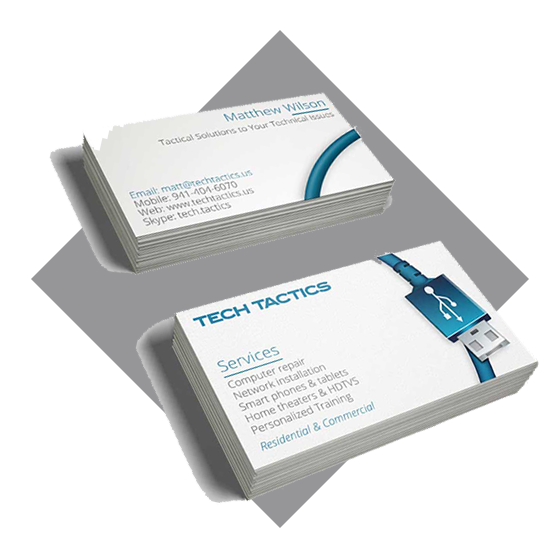 Matthew Wilson
Tactical Solutions to Your Technical Issues
Email: matt@techtactics.us
Mobile: 941-404-6070
Web: www.techtactics.us
Skype: tech.tactics
TECH TACTICS
Services
Computer repair
Network installation
Smart phones & tablets
Home theaters & HDTVS
Personalized Training
Residential & Commercial